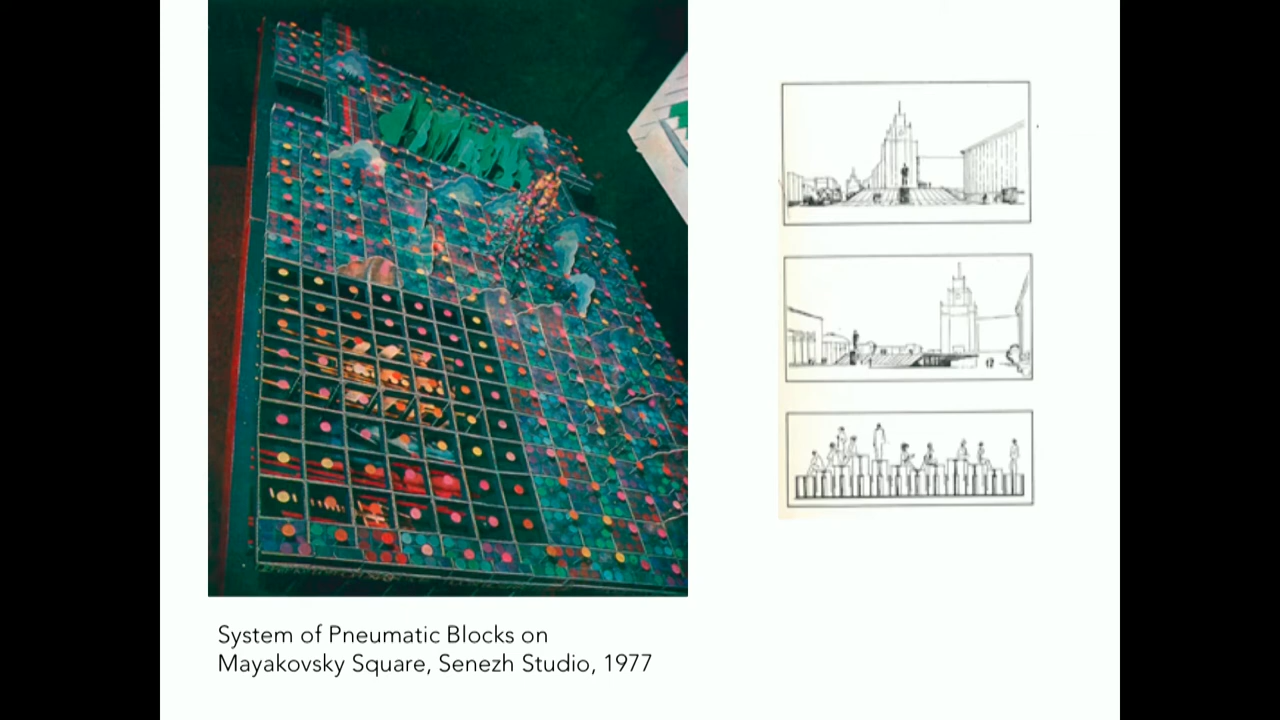 System of Pneumatic Blocks on
Mayakovsky Square, Senezh Studio, 1977